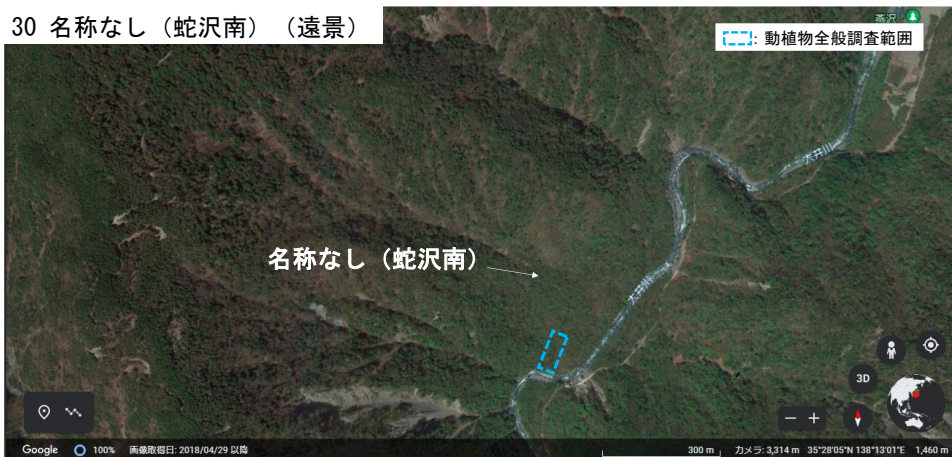 30 名称なし（蛇沢南）（遠景）
燕沢
: 動植物全般調査範囲
大井川
名称なし（蛇沢南）
大井川
3D
Google 100% 画像取得日: 2018/04/29 以降 300 m カメラ: 3,314 m 35°28'05"N 138°13'01"E 1,460 m